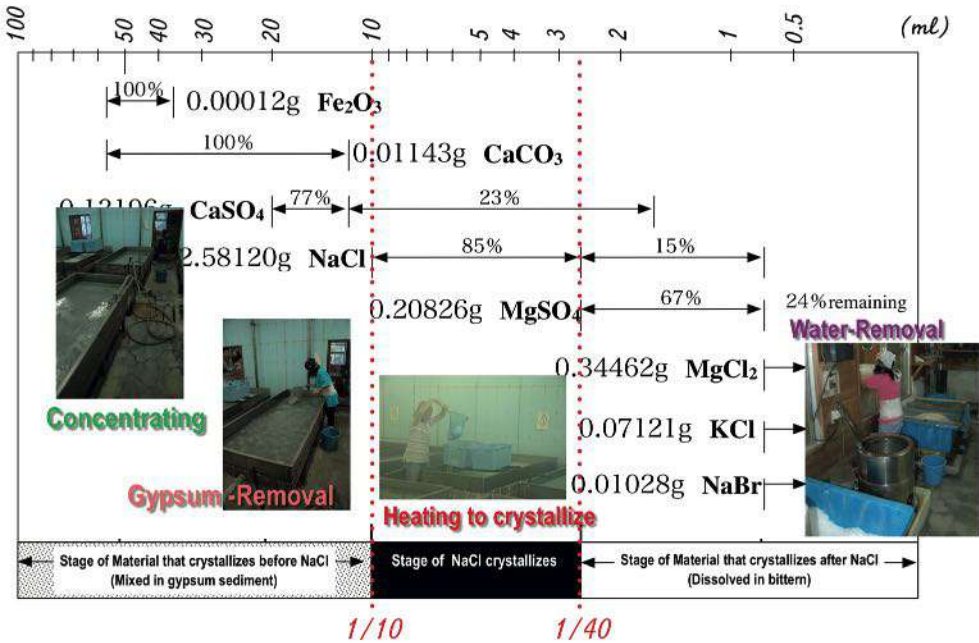 100 50 40 30 20 10 5 4 3 2 1 0.5 (ml)
100%
0.00012g Fe₂O₃
100%
0.01143g CaCO₃
CaSO₄ 77% 23%
2.58120g NaCl 85% 15%
0.20826g MgSO₄ 67% 24%remaining
Water-Removal
0.34462g MgCl₂
Concentrating
0.07121g KCl
Gypsum -Removal
0.01028g NaBr
Heating to crystallize
Stage of Material that crystallizes before NaCl
(Mixed in gypsum sediment)
Stage of NaCl crystallizes
Stage of Material that crystallizes after NaCl
(Dissolved in bittern)
1/10 1/40